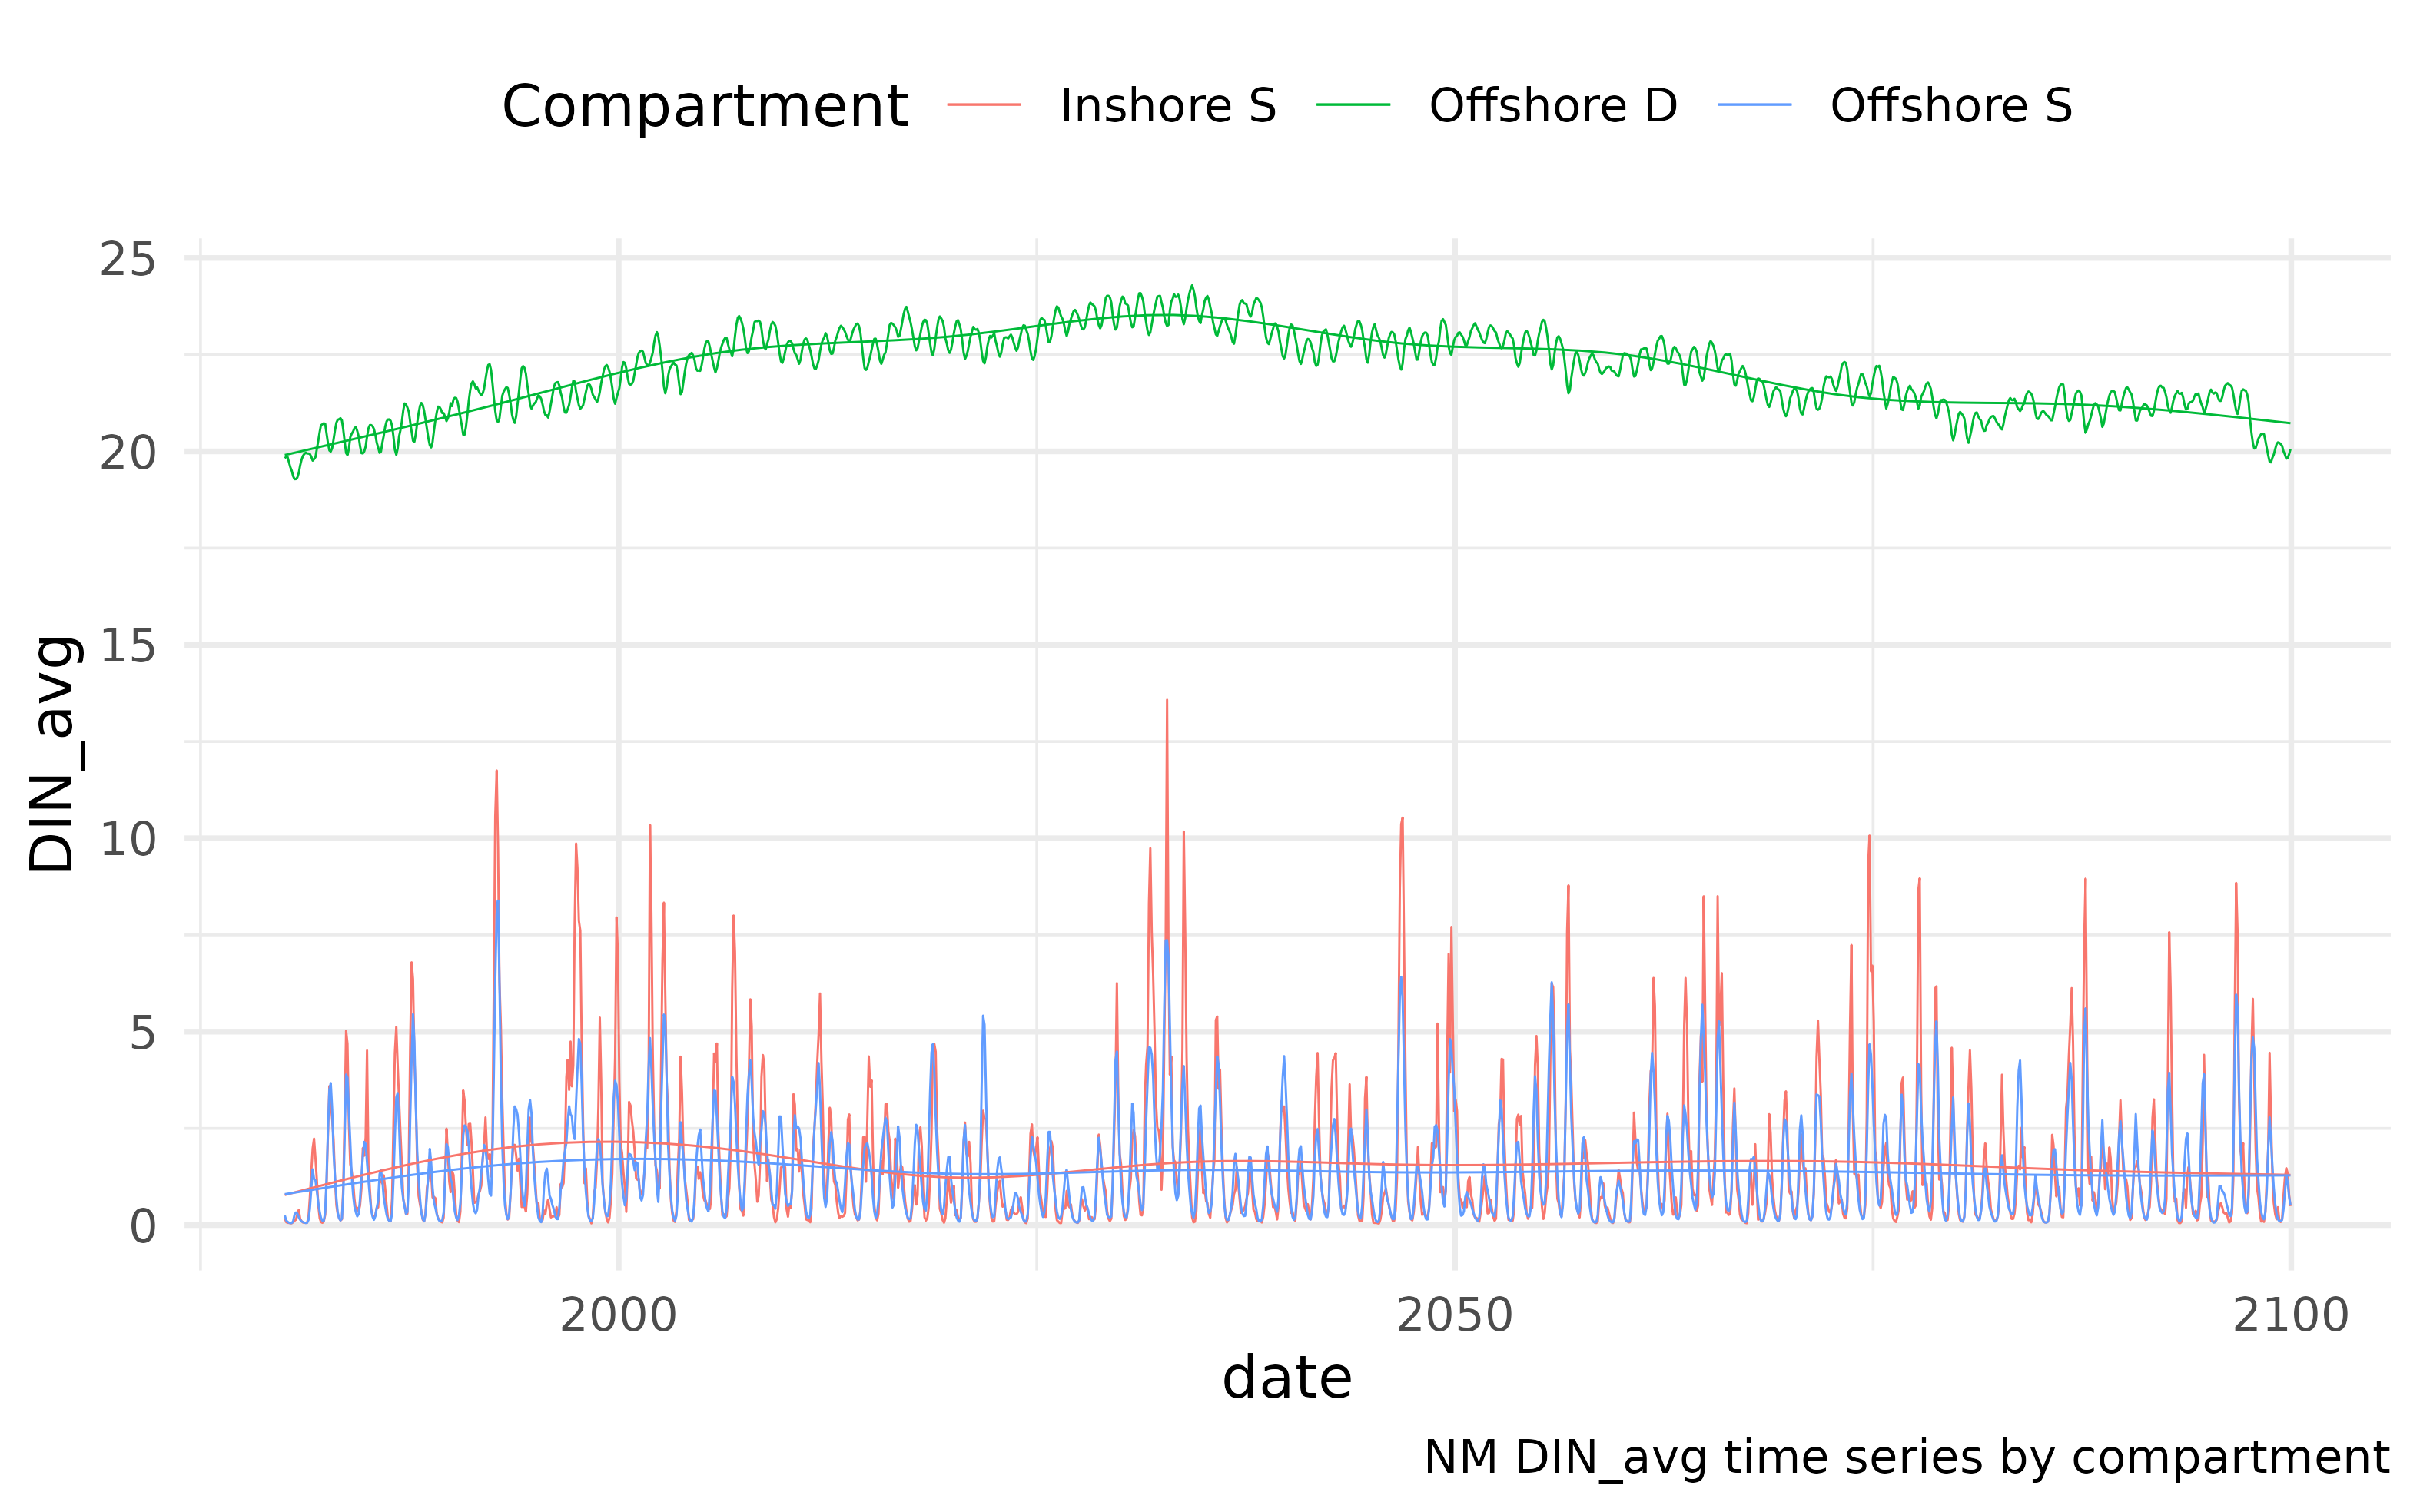 Compartment Inshore S Offshore D Offshore S
25
20
15
10
5
0
DIN_avg
2000 2050 2100
date
NM DIN_avg time series by compartment